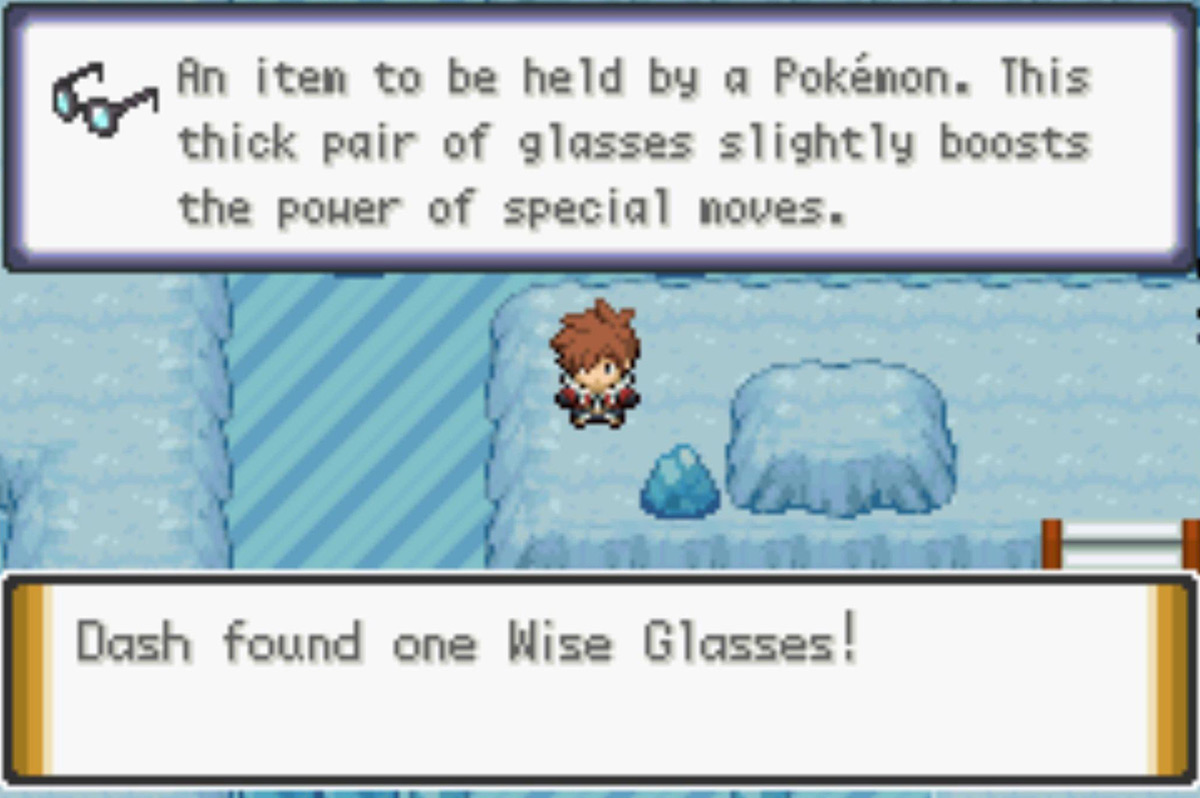 An item to be held by a Pokémon. This
thick pair of glasses slightly boosts
the power of special moves.
Dash found one Wise Glasses!